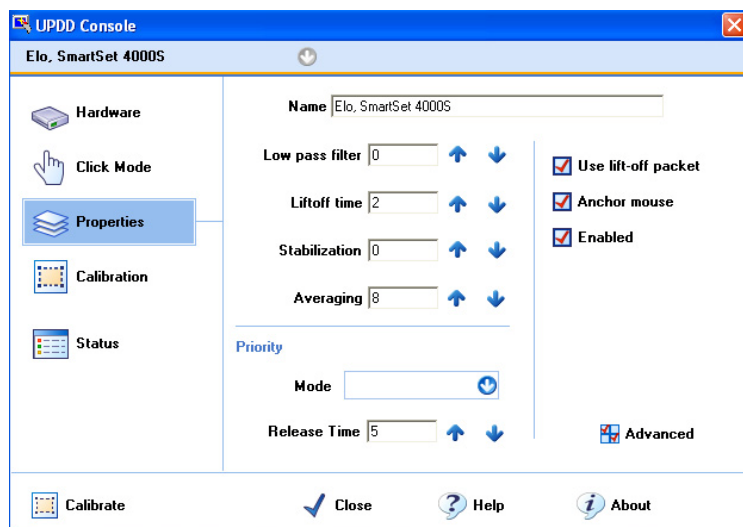 UPDD Console
Elo, SmartSet 4000S
Hardware
Click Mode
Properties
Calibration
Status
Name Elo, SmartSet 4000S
Low pass filter 0
Liftoff time 2
Stabilization 0
Averaging 8
Use lift-off packet
Anchor mouse
Enabled
Priority
Mode
Release Time 5
Advanced
Calibrate
Close
Help
About